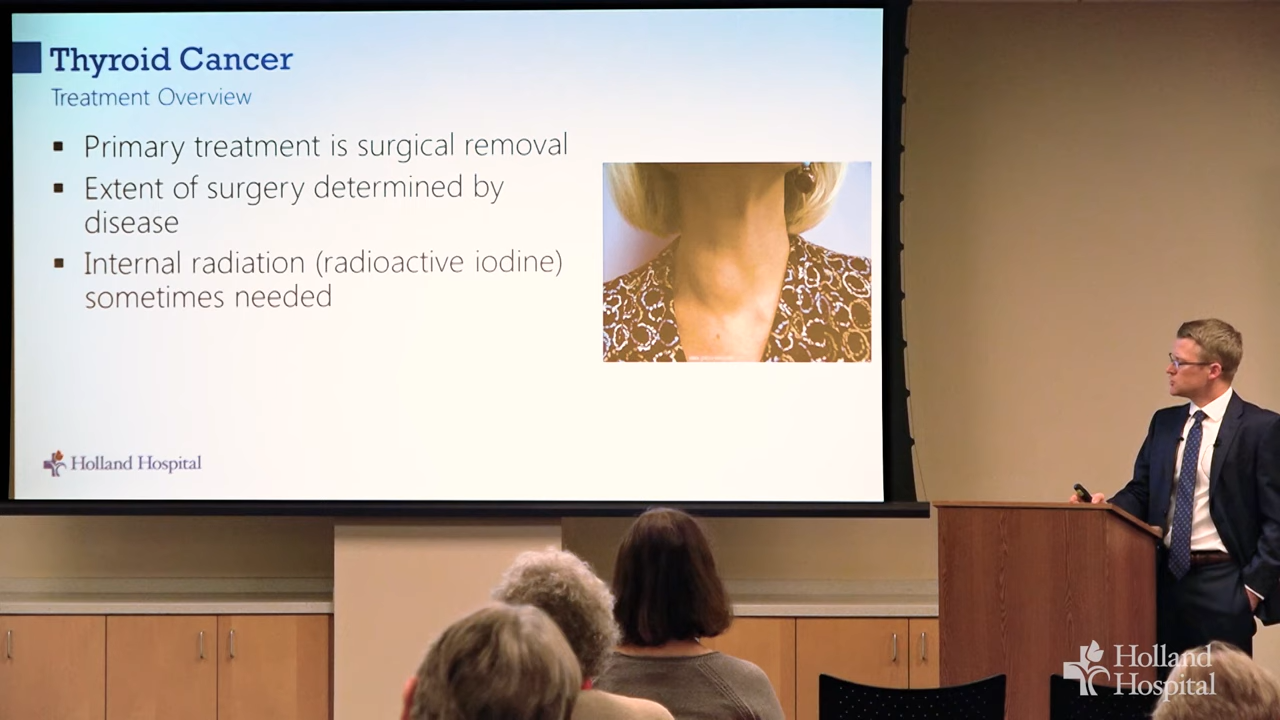 Thyroid Cancer
Treatment Overview
▪ Primary treatment is surgical removal
▪ Extent of surgery determined by
disease
▪ Internal radiation (radioactive iodine)
sometimes needed
Holland Hospital
Holland
Hospital